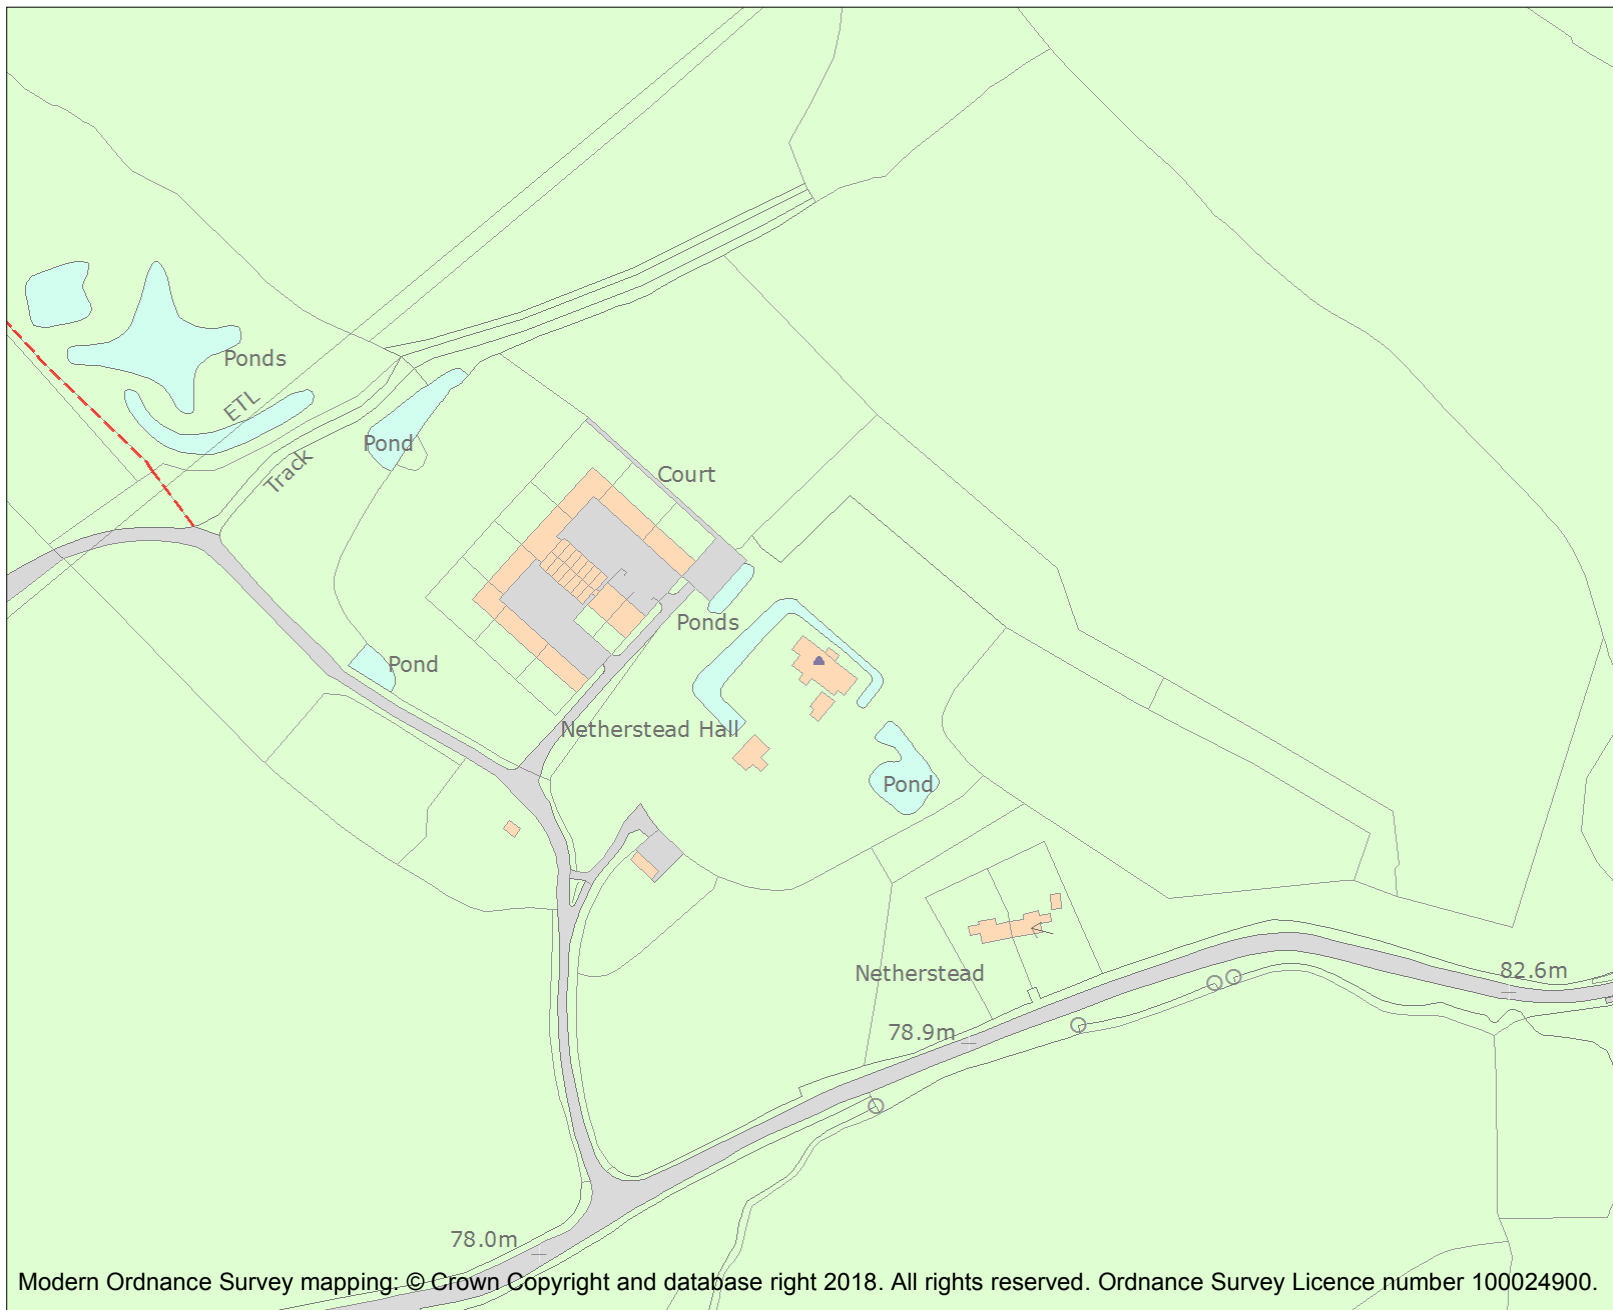 Ponds
ETL
Pond
Track
Court
Ponds
Pond
Netherstead Hall
Pond
Netherstead
82.6m
78.9m
78.0m
Modern Ordnance Survey mapping: © Crown Copyright and database right 2018. All rights reserved. Ordnance Survey Licence number 100024900.